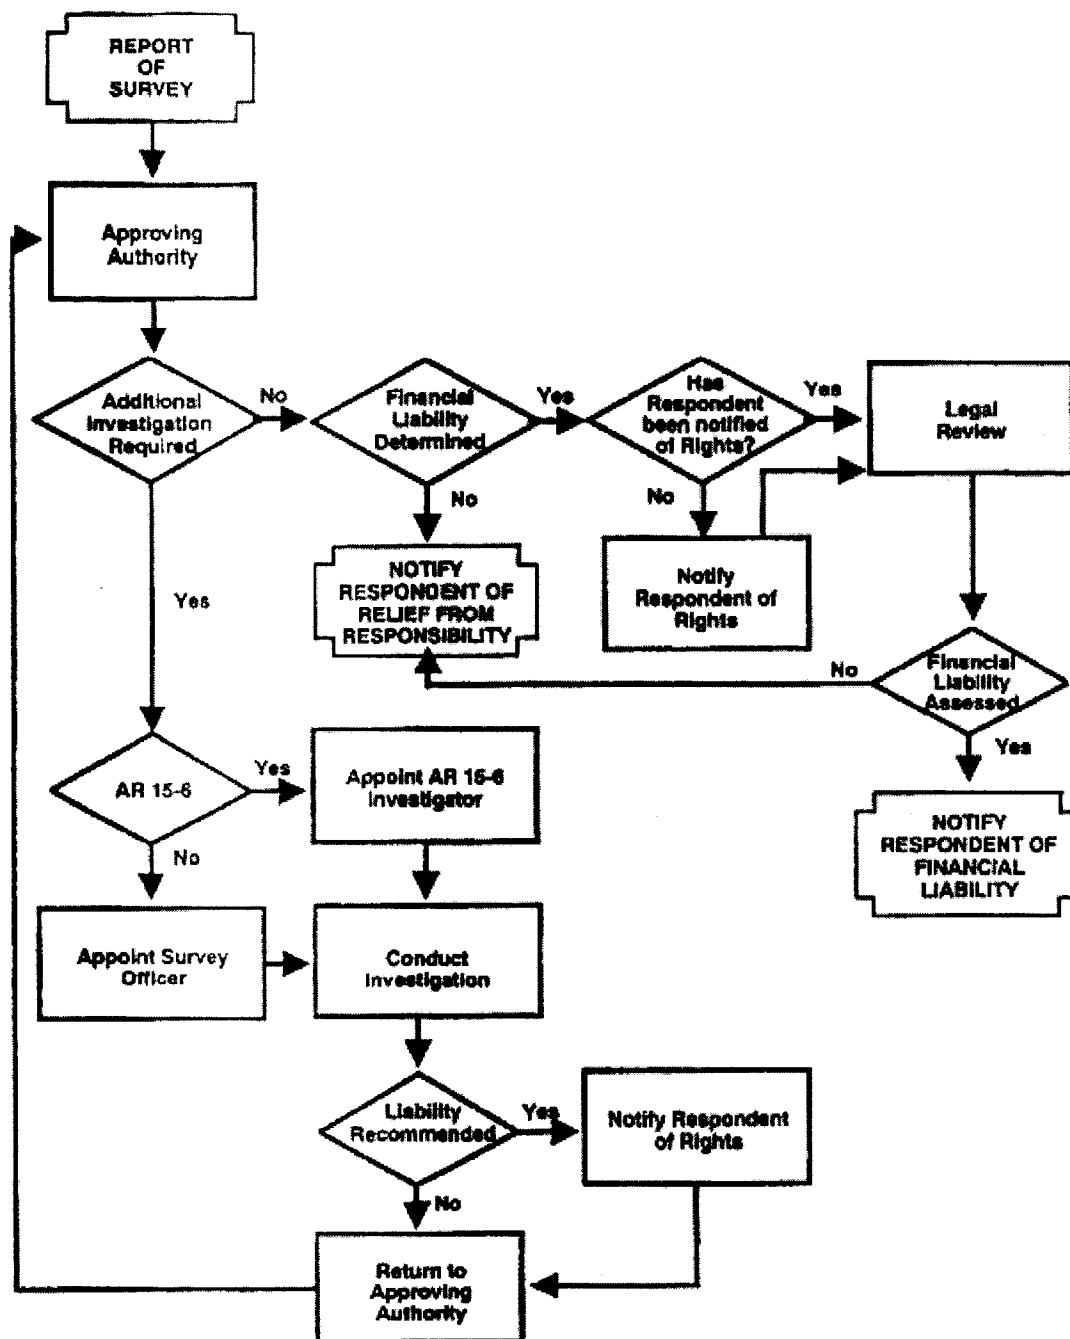 REPORT
OF
SURVEY
Approving
Authority
Additional
Investigation
Required
No
Financial
Liability
Determined
Yes
Has
Respondent
been notified
of Rights?
Yes
Legal
Review
No
No
NOTIFY
RESPONDENT OF
RELIEF FROM
RESPONSIBILITY
Notify
Respondent of
Rights
Yes
No
Financial
Liability
Assessed
Yes
AR 15-6
Yes
Appoint AR 15-6
Investigator
NOTIFY
RESPONDENT OF
FINANCIAL
LIABILITY
No
Appoint Survey
Officer
Conduct
Investigation
Liability
Recommended
Yes
Notify Respondent
of Rights
No
Return to
Approving
Authority